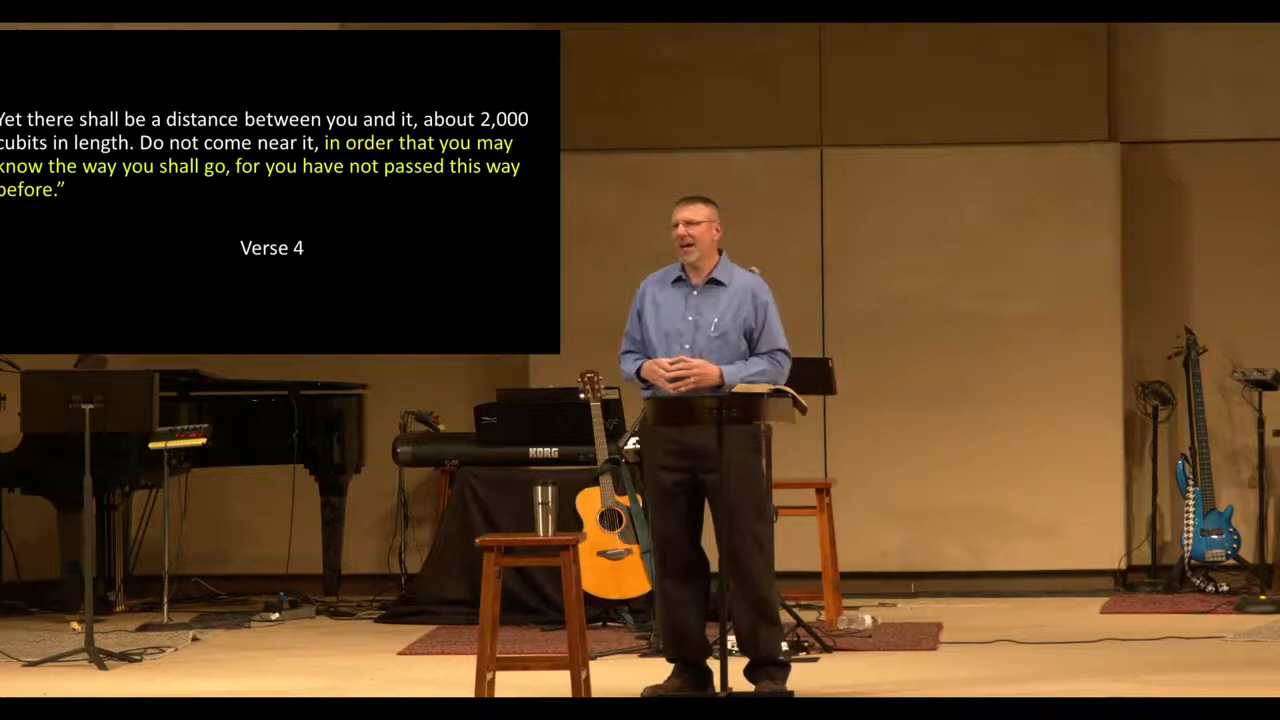 Yet there shall be a distance between you and it, about 2,000
cubits in length. Do not come near it, in order that you may
know the way you shall go, for you have not passed this way
before.”
Verse 4
KORG